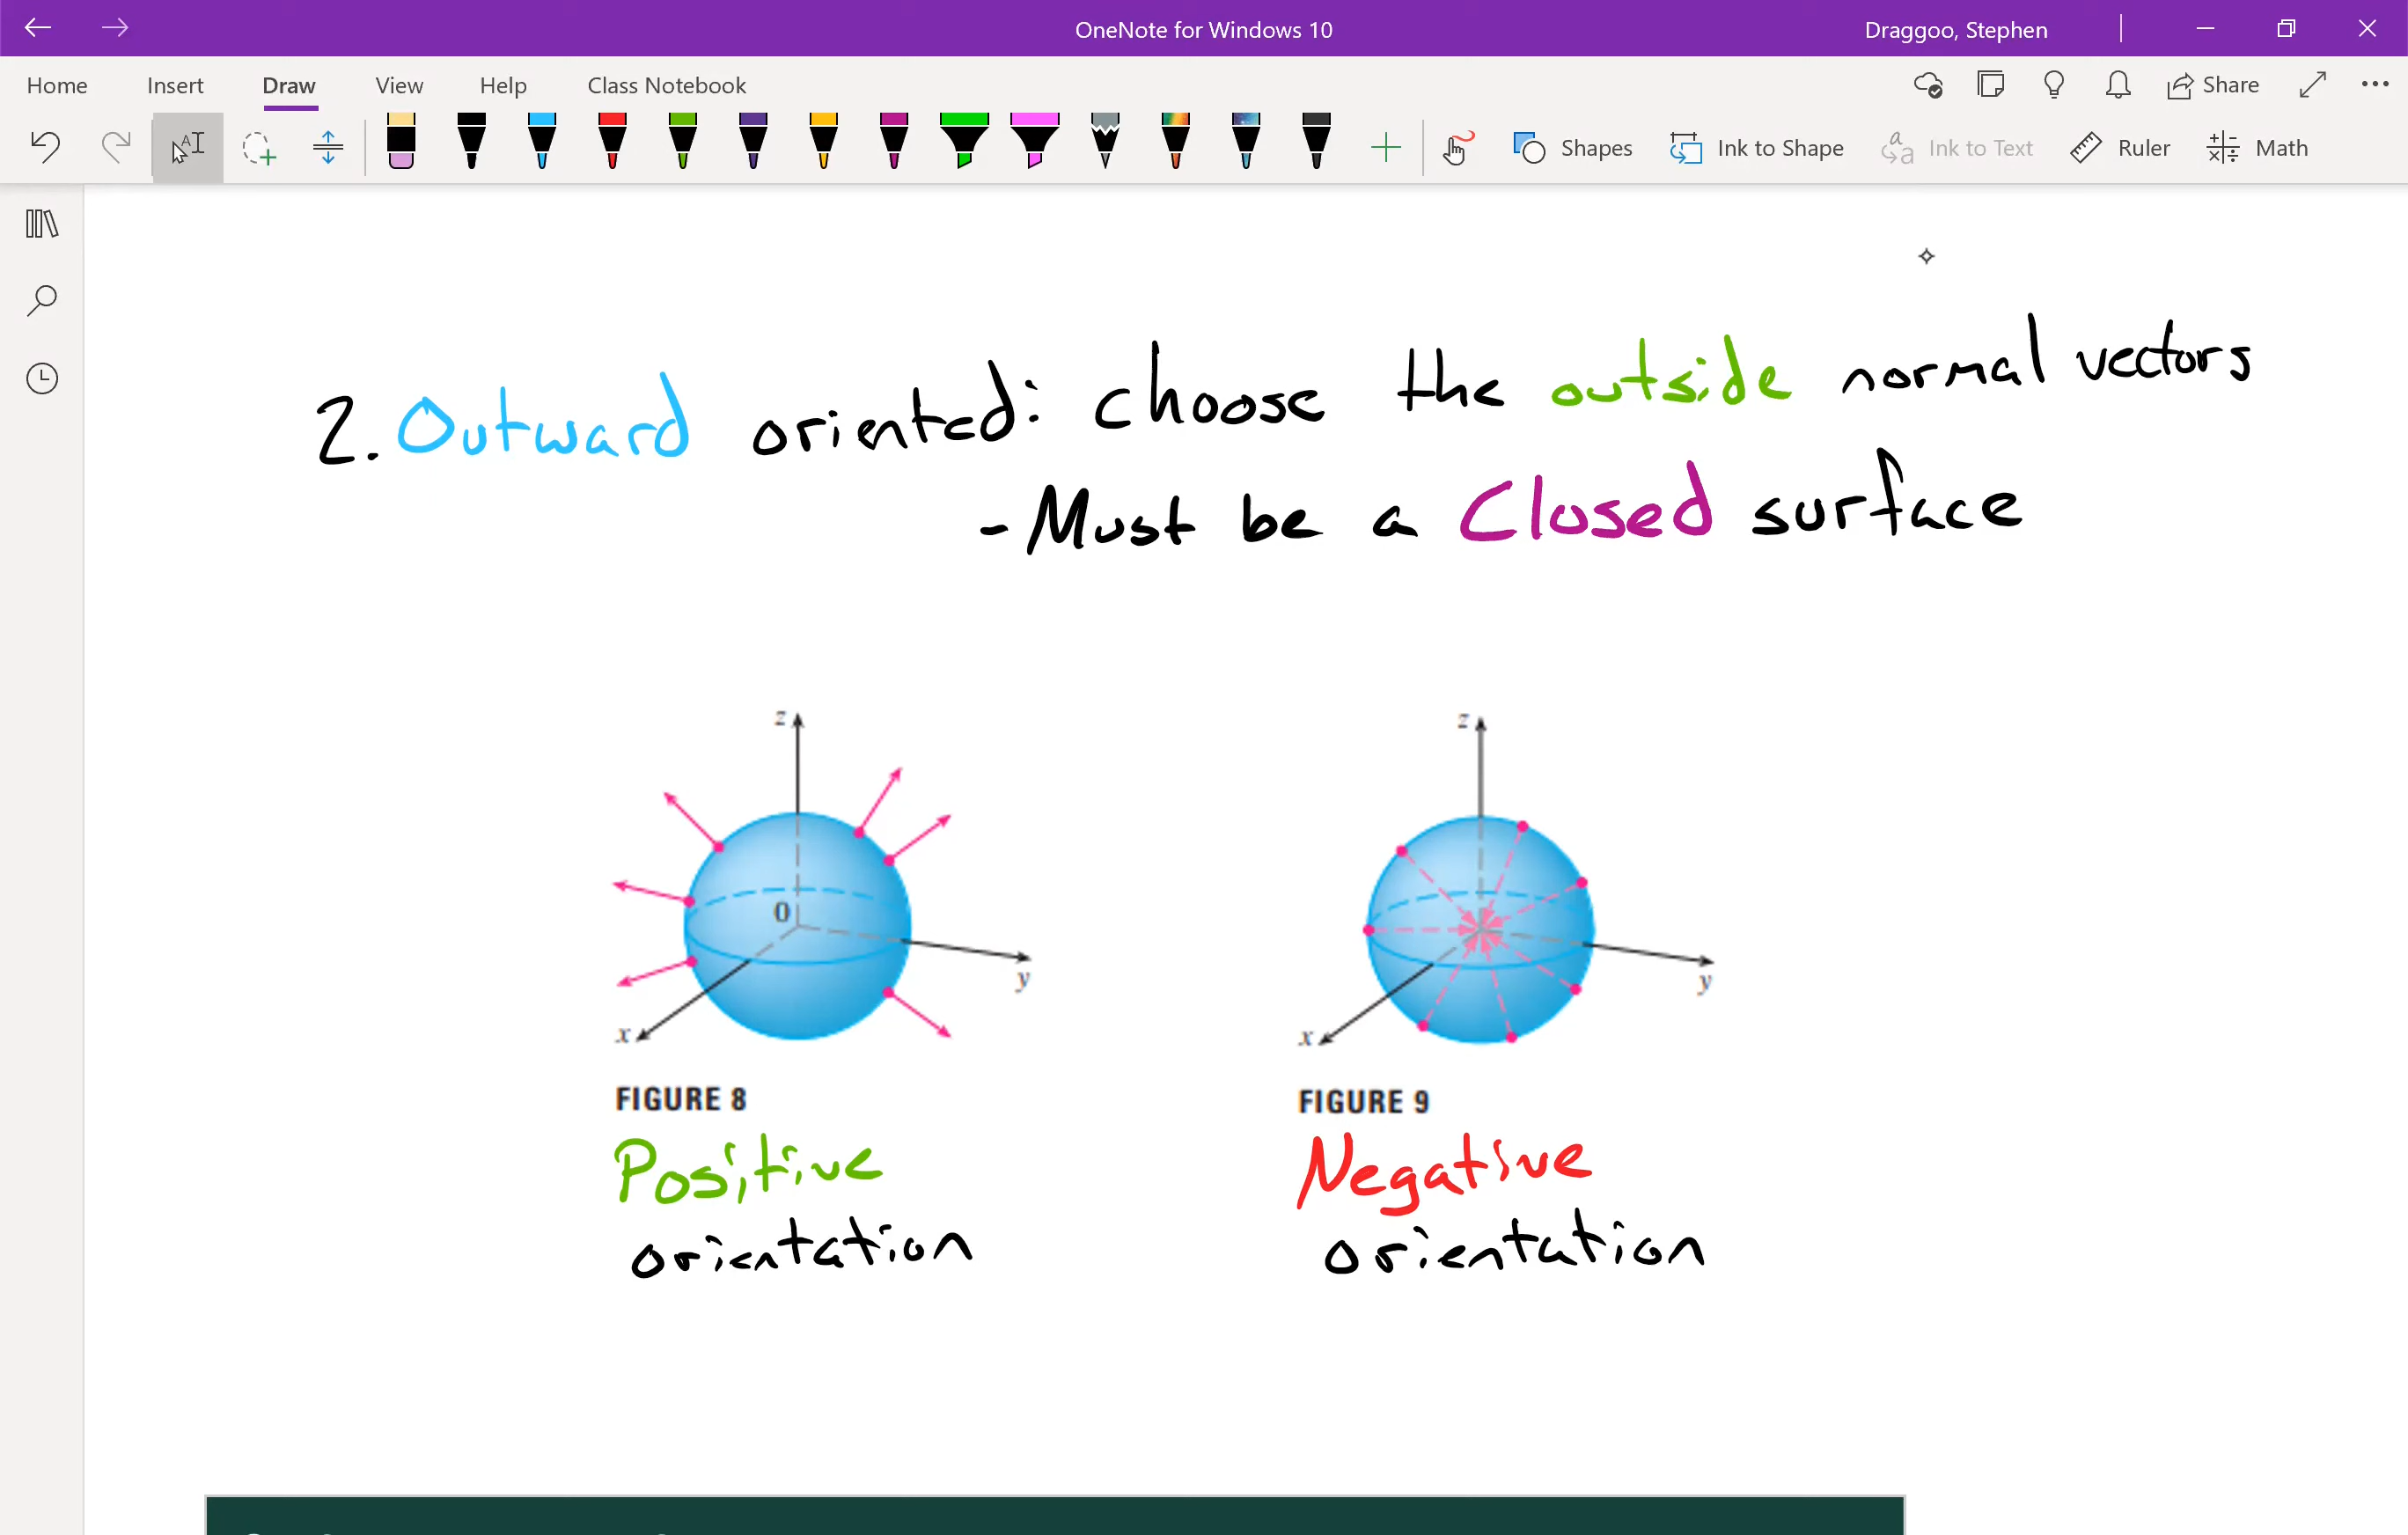 OneNote for Windows 10
Draggoo, Stephen
Home Insert Draw View Help Class Notebook
Share
Shapes Ink to Shape Ink to Text Ruler Math
2. Outward oriented: choose the outside normal vectors
- Must be a Closed surface
z z
0
y y
x x
FIGURE 8 FIGURE 9
Positive Negative
orientation orientation